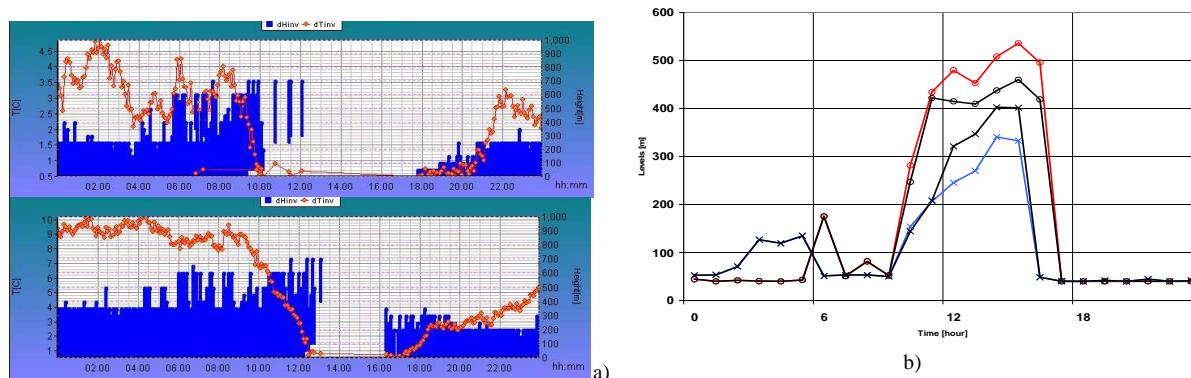 dHinv dTinv
4.5 4 3.5 3 2.5 2 1.5 1 0.5
T[C]
1,000 900 800 700 600 500 400 300 200 100 0
Height[m]
02.00 04.00 06.00 08.00 10.00 12.00 14.00 16.00 18.00 20.00 22.00
hh:mm
dHinv dTinv
10 9 8 7 6 5 4 3 2 1
T[C]
1,000 900 800 700 600 500 400 300 200 100 0
Height[m]
02.00 04.00 06.00 08.00 10.00 12.00 14.00 16.00 18.00 20.00 22.00
hh:mm
a)
600
500
400
300
200
100
0
Levels [m]
0 6 12 18
Time [hour]
b)